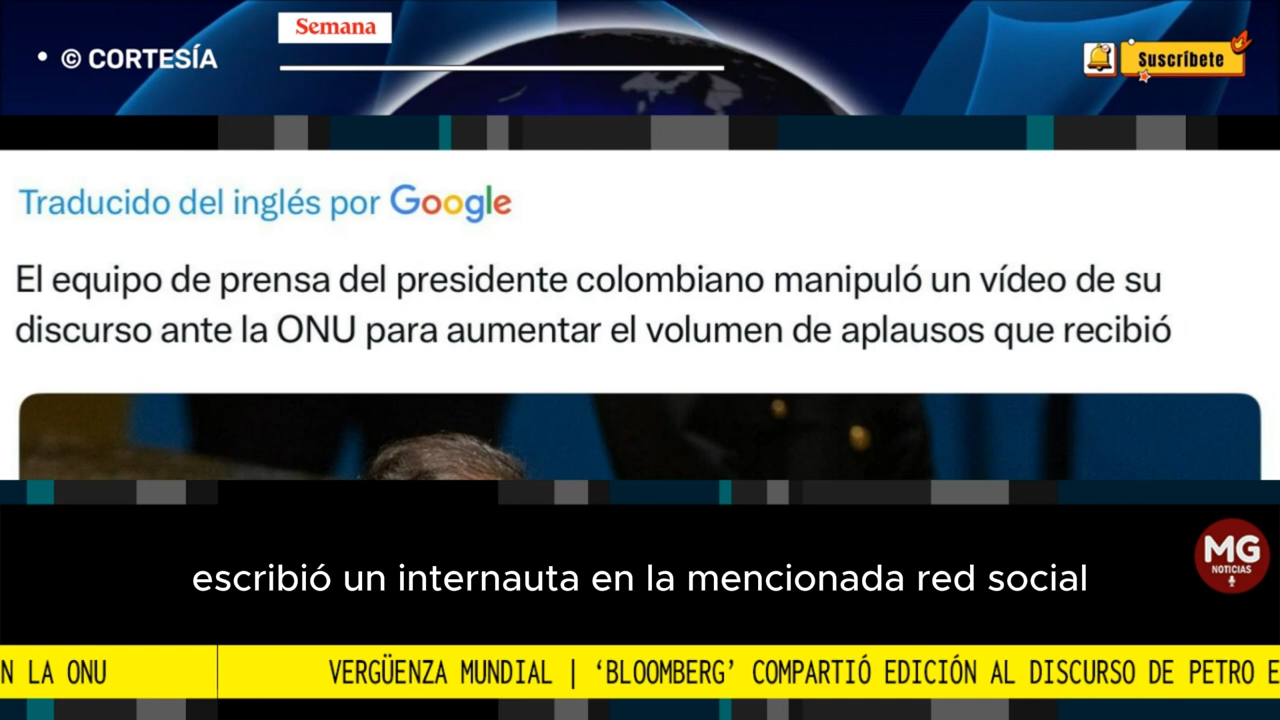 Semana
• © CORTESÍA
Suscríbete
Traducido del inglés por Google
El equipo de prensa del presidente colombiano manipuló un vídeo de su
discurso ante la ONU para aumentar el volumen de aplausos que recibió
escribió un internauta en la mencionada red social
MG
NOTICIAS
N LA ONU
VERGÜENZA MUNDIAL | ‘BLOOMBERG’ COMPARTIÓ EDICIÓN AL DISCURSO DE PETRO E